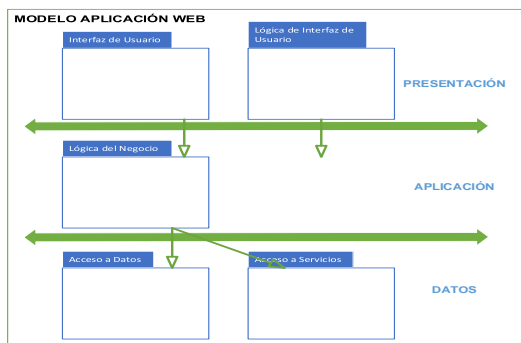 MODELO APLICACIÓN WEB
Interfaz de Usuario
Lógica de Interfaz de
Usuario
PRESENTACIÓN
Lógica del Negocio
APLICACIÓN
Acceso a Datos
Acceso a Servicios
DATOS